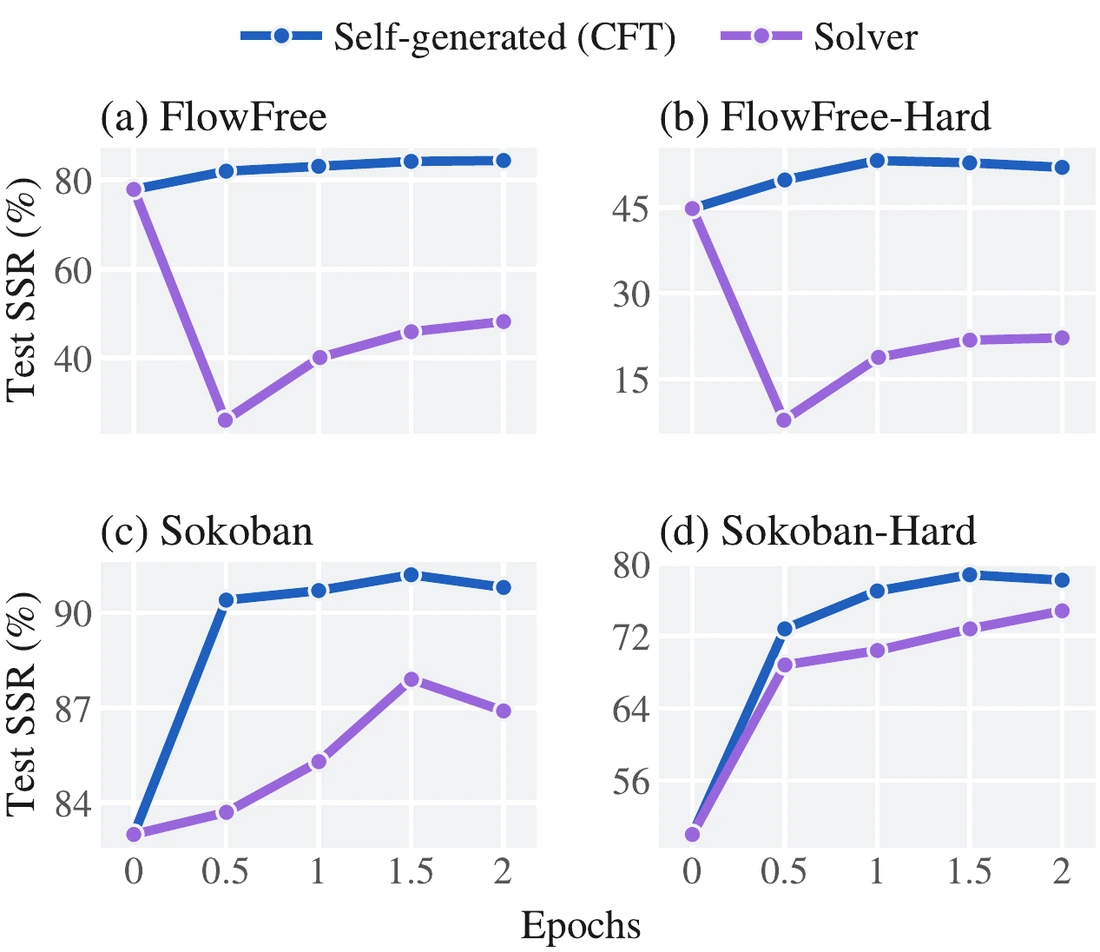 Self-generated (CFT) Solver
(a) FlowFree
Test SSR (%)
80
60
40
(b) FlowFree-Hard
45
30
15
(c) Sokoban
Test SSR (%)
90
87
84
0 0.5 1 1.5 2
(d) Sokoban-Hard
80
72
64
56
0 0.5 1 1.5 2
Epochs